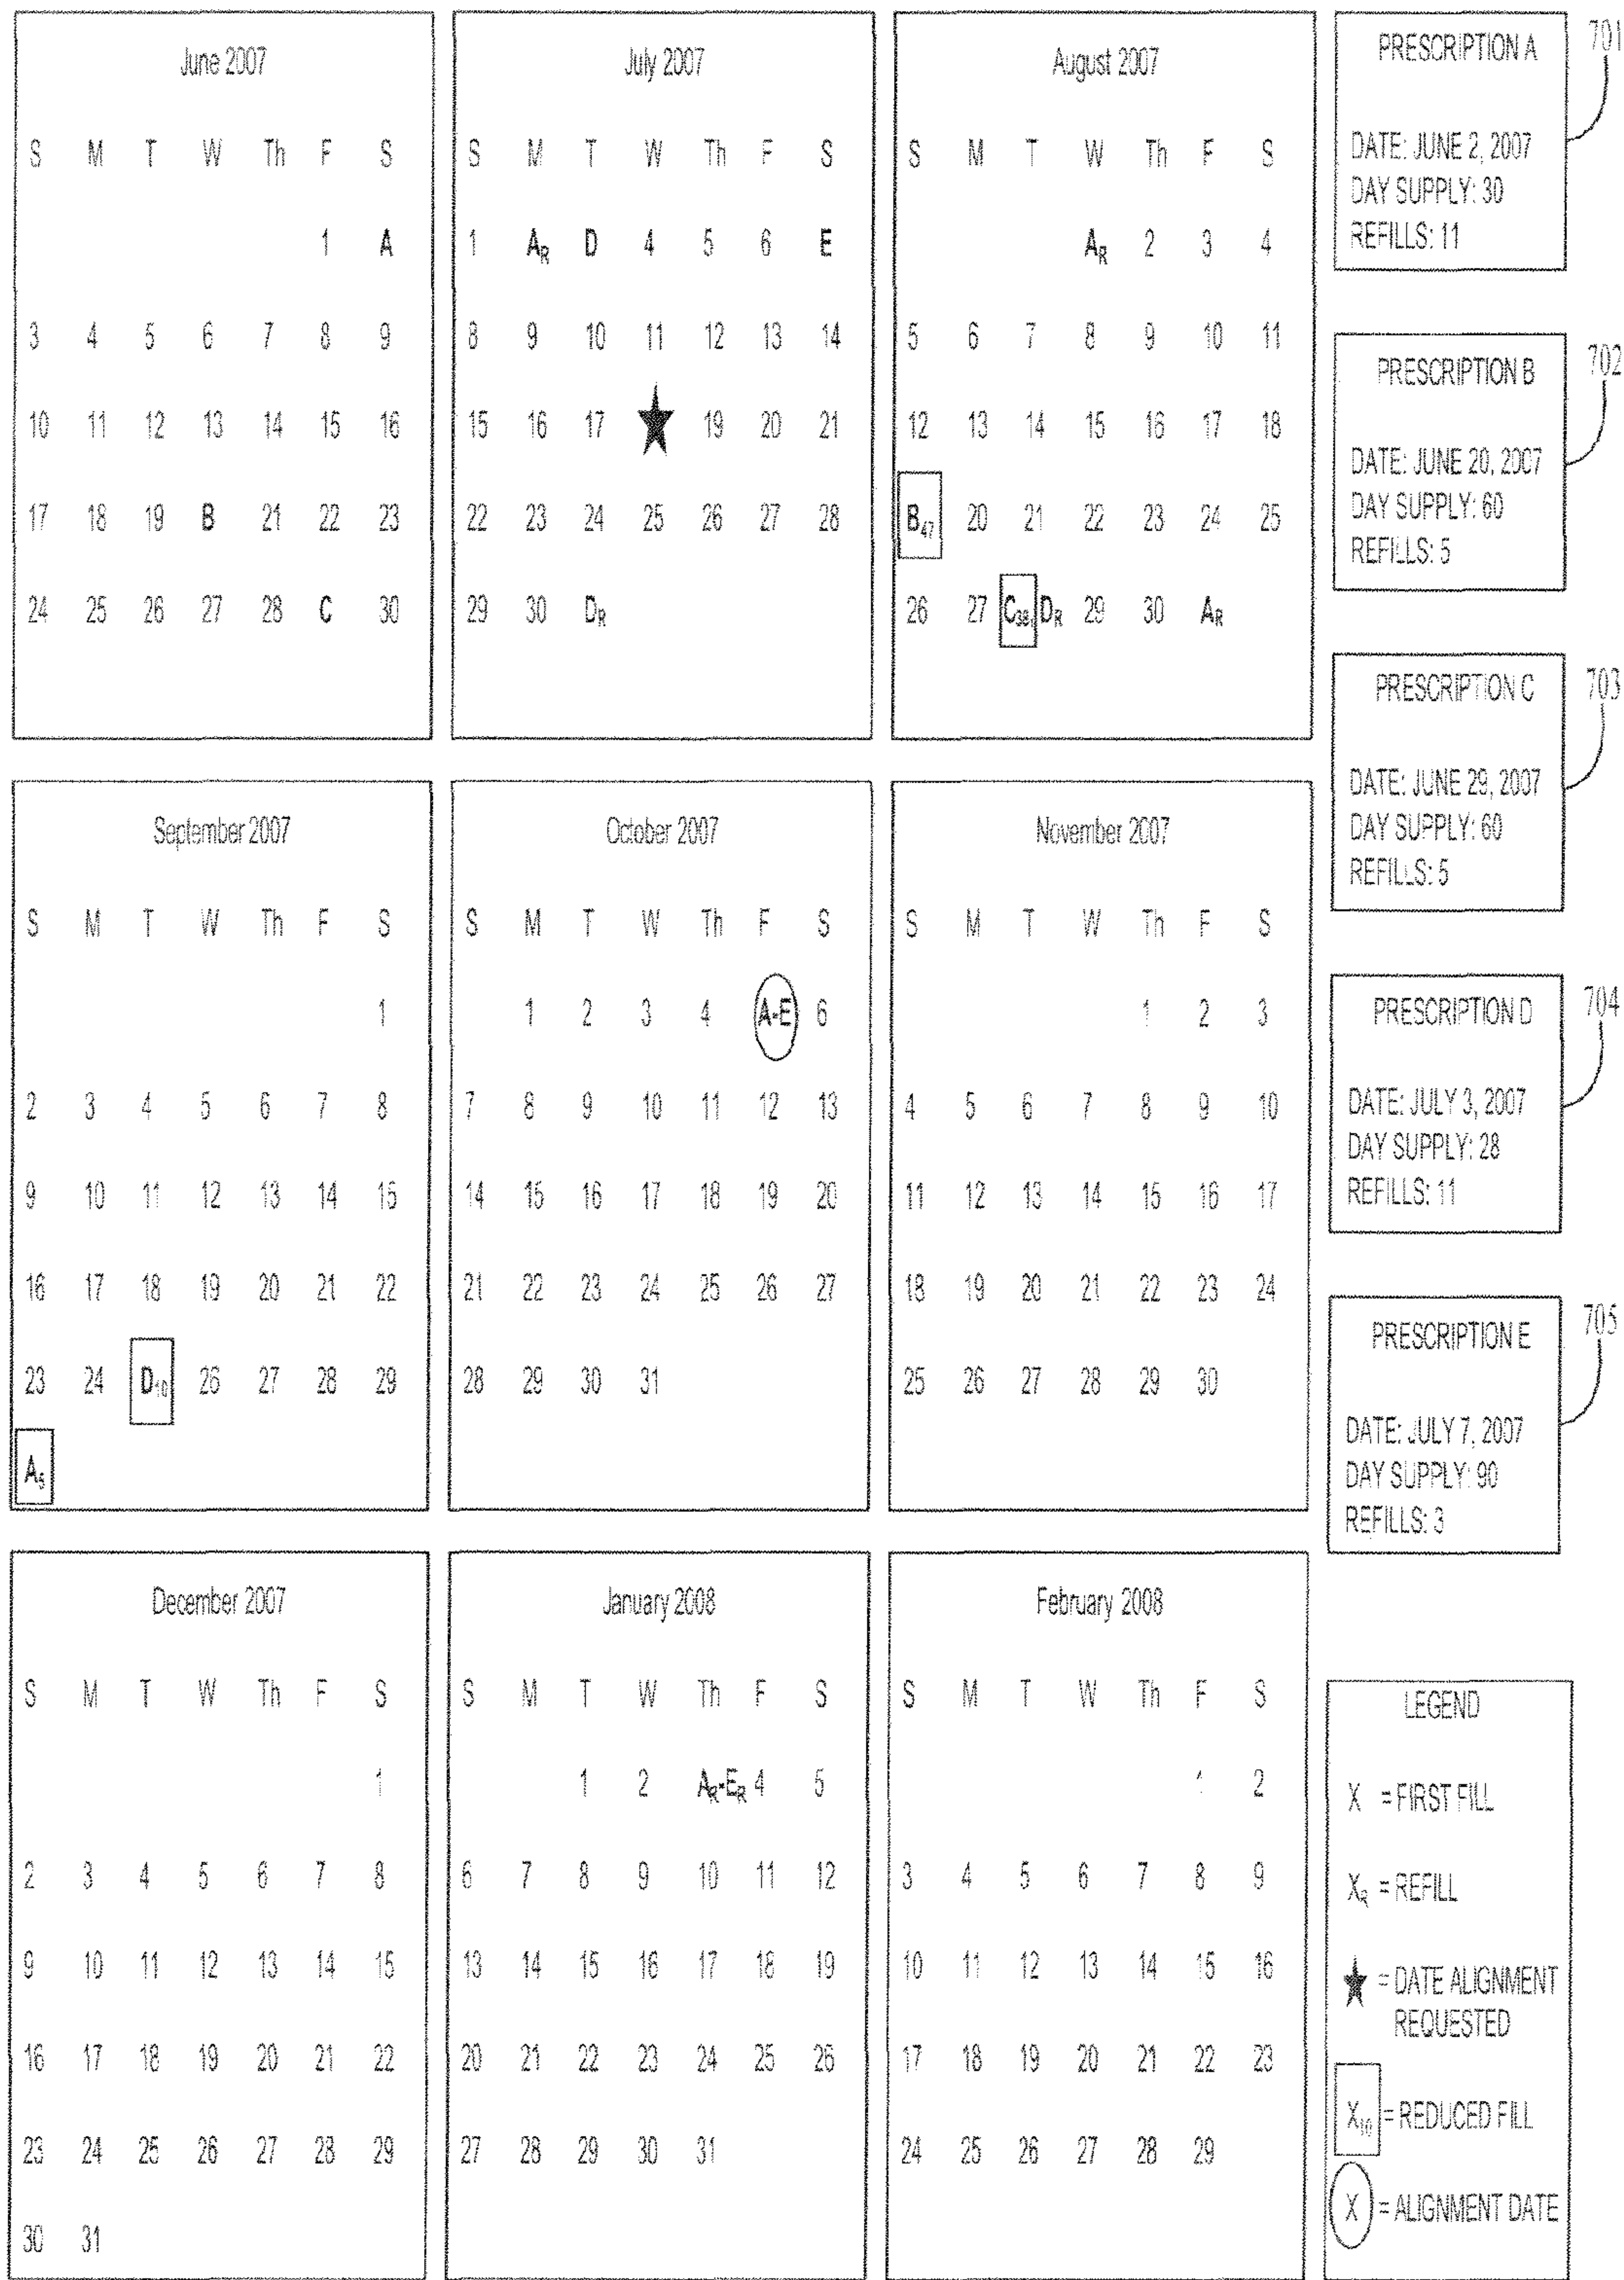 June 2007
S M T W Th F S
1 A
3 4 5 6 7 8 9
10 11 12 13 14 15 16
17 18 19 B 21 22 23
24 25 26 27 28 C 30
July 2007
S M T W Th F S
1 AR D 4 5 6 E
8 9 10 11 12 13 14
15 16 17 19 20 21
22 23 24 25 26 27 28
29 30 DR
August 2007
S M T W Th F S
AR 2 3 4
5 6 7 8 9 10 11
12 13 14 15 16 17 18
B47 20 21 22 23 24 25
26 27 C38, DR 29 30 AR
PRESCRIPTION A
DATE: JUNE 2, 2007
DAY SUPPLY: 30
REFILLS: 11
701
PRESCRIPTION B
DATE: JUNE 20, 2007
DAY SUPPLY: 60
REFILLS: 5
702
PRESCRIPTION C
DATE: JUNE 29, 2007
DAY SUPPLY: 60
REFILLS: 5
703
September 2007
S M T W Th F S
1
2 3 4 5 6 7 8
9 10 11 12 13 14 15
16 17 18 19 20 21 22
23 24 D10 26 27 28 29
A5
October 2007
S M T W Th F S
1 2 3 4 A-E 6
7 8 9 10 11 12 13
14 15 16 17 18 19 20
21 22 23 24 25 26 27
28 29 30 31
November 2007
S M T W Th F S
1 2 3
4 5 6 7 8 9 10
11 12 13 14 15 16 17
18 19 20 21 22 23 24
25 26 27 28 29 30
PRESCRIPTION D
DATE: JULY 3, 2007
DAY SUPPLY: 28
REFILLS: 11
704
PRESCRIPTION E
DATE: JULY 7, 2007
DAY SUPPLY: 90
REFILLS: 3
705
December 2007
S M T W Th F S
1
2 3 4 5 6 7 8
9 10 11 12 13 14 15
16 17 18 19 20 21 22
23 24 25 26 27 28 29
30 31
January 2008
S M T W Th F S
1 2 AR-ER 4 5
6 7 8 9 10 11 12
13 14 15 16 17 18 19
20 21 22 23 24 25 26
27 28 29 30 31
February 2008
S M T W Th F S
1 2
3 4 5 6 7 8 9
10 11 12 13 14 15 16
17 18 19 20 21 22 23
24 25 26 27 28 29
LEGEND
X = FIRST FILL
XR = REFILL
★ = DATE ALIGNMENT
REQUESTED
X10 = REDUCED FILL
X = ALIGNMENT DATE